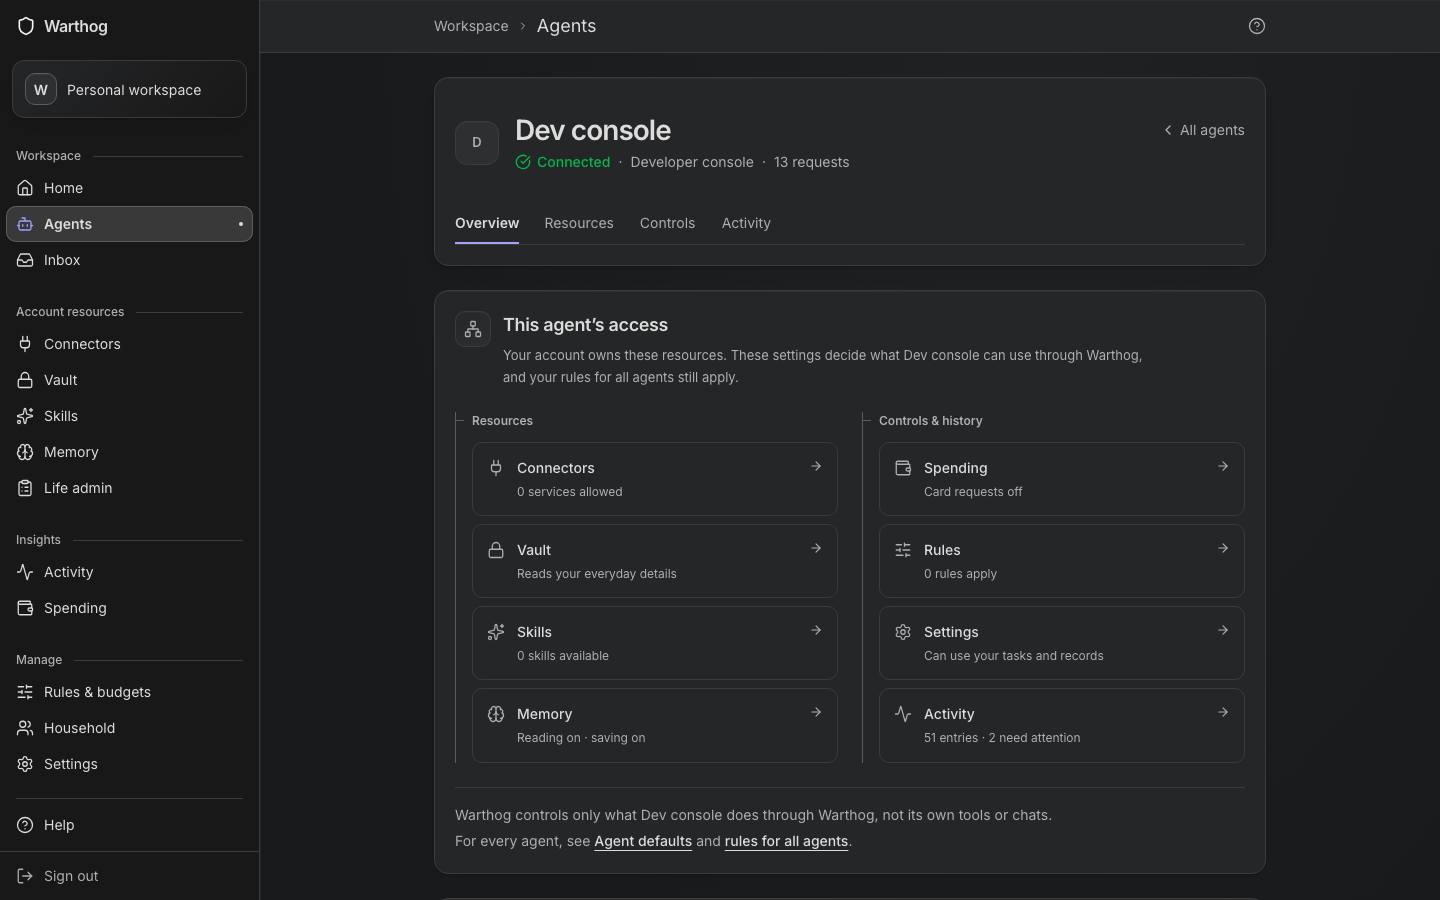 Warthog
W
Personal workspace
Workspace
Home
Agents
Inbox
Account resources
Connectors
Vault
Skills
Memory
Life admin
Insights
Activity
Spending
Manage
Rules & budgets
Household
Settings
Help
Sign out
Workspace
Agents
D
Dev console
Connected · Developer console · 13 requests
All agents
Overview
Resources
Controls
Activity
This agent’s access
Your account owns these resources. These settings decide what Dev console can use through Warthog,
and your rules for all agents still apply.
Resources
Connectors
0 services allowed
Vault
Reads your everyday details
Skills
0 skills available
Memory
Reading on · saving on
Controls & history
Spending
Card requests off
Rules
0 rules apply
Settings
Can use your tasks and records
Activity
51 entries · 2 need attention
Warthog controls only what Dev console does through Warthog, not its own tools or chats.
For every agent, see Agent defaults and rules for all agents.